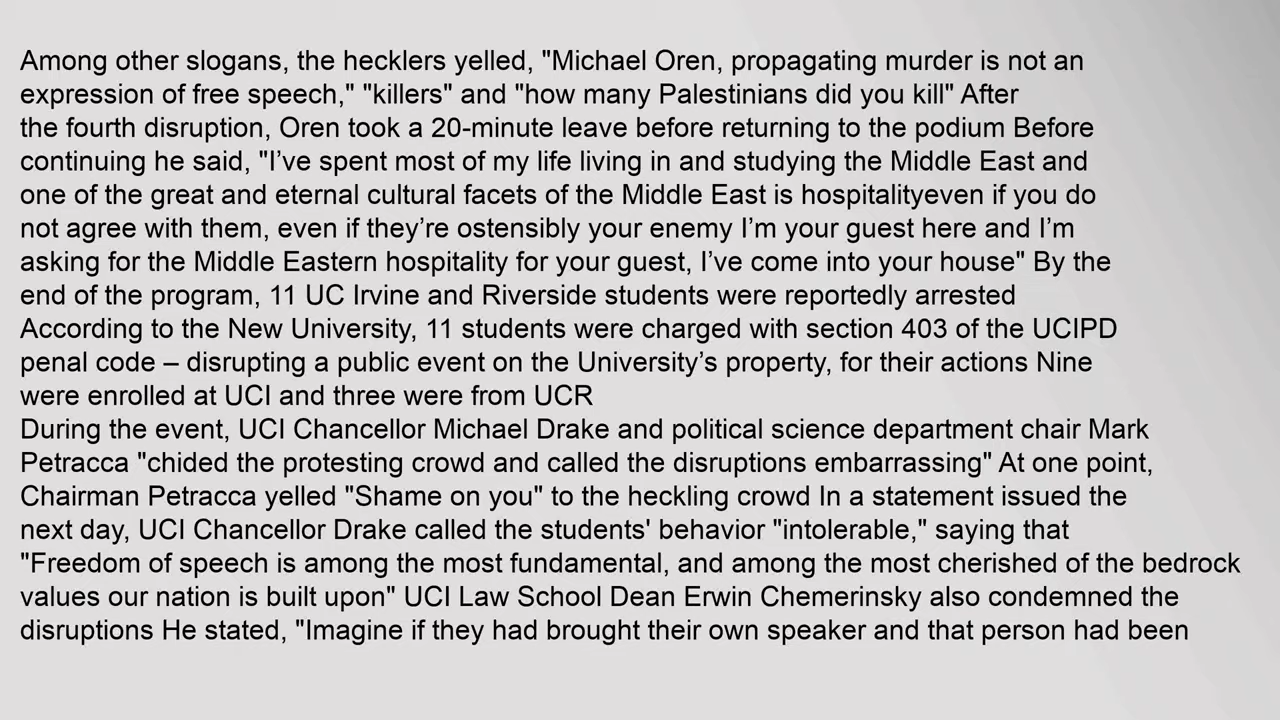 Among other slogans, the hecklers yelled, "Michael Oren, propagating murder is not an
expression of free speech," "killers" and "how many Palestinians did you kill" After
the fourth disruption, Oren took a 20-minute leave before returning to the podium Before
continuing he said, "I’ve spent most of my life living in and studying the Middle East and
one of the great and eternal cultural facets of the Middle East is hospitalityeven if you do
not agree with them, even if they’re ostensibly your enemy I’m your guest here and I’m
asking for the Middle Eastern hospitality for your guest, I’ve come into your house" By the
end of the program, 11 UC Irvine and Riverside students were reportedly arrested
According to the New University, 11 students were charged with section 403 of the UCIPD
penal code – disrupting a public event on the University’s property, for their actions Nine
were enrolled at UCI and three were from UCR
During the event, UCI Chancellor Michael Drake and political science department chair Mark
Petracca "chided the protesting crowd and called the disruptions embarrassing" At one point,
Chairman Petracca yelled "Shame on you" to the heckling crowd In a statement issued the
next day, UCI Chancellor Drake called the students' behavior "intolerable," saying that
"Freedom of speech is among the most fundamental, and among the most cherished of the bedrock
values our nation is built upon" UCI Law School Dean Erwin Chemerinsky also condemned the
disruptions He stated, "Imagine if they had brought their own speaker and that person had been